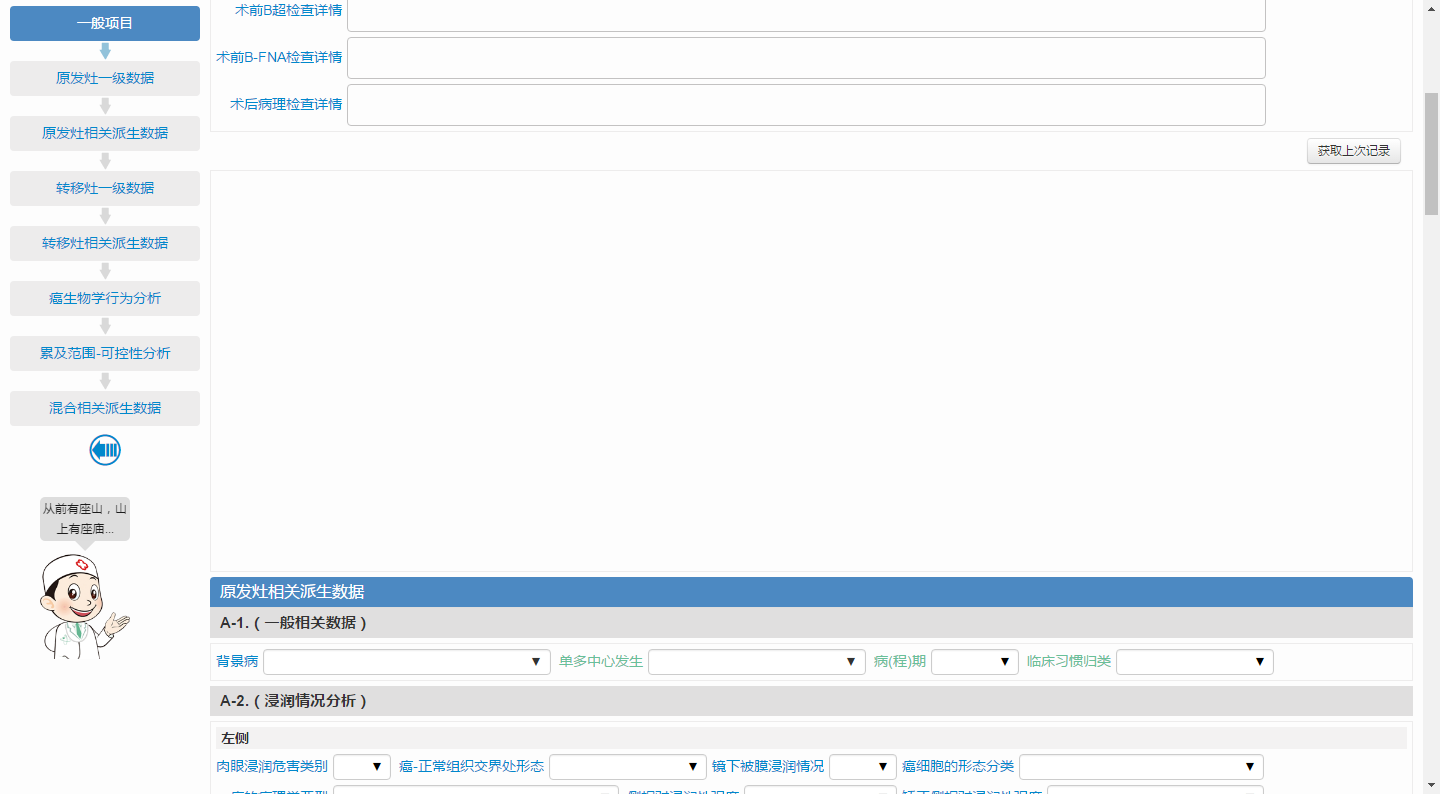 一般项目
原发灶一级数据
原发灶相关派生数据
转移灶一级数据
转移灶相关派生数据
癌生物学行为分析
累及范围-可控性分析
混合相关派生数据
从前有座山，山
上有座庙...
术前B超检查详情
术前B-FNA检查详情
术后病理检查详情
获取上次记录
原发灶相关派生数据
A-1.（一般相关数据）
背景病 单多中心发生 病(程)期 临床习惯归类
A-2.（浸润情况分析）
左侧
肉眼浸润危害类别 癌-正常组织交界处形态 镜下被膜浸润情况 癌细胞的形态分类